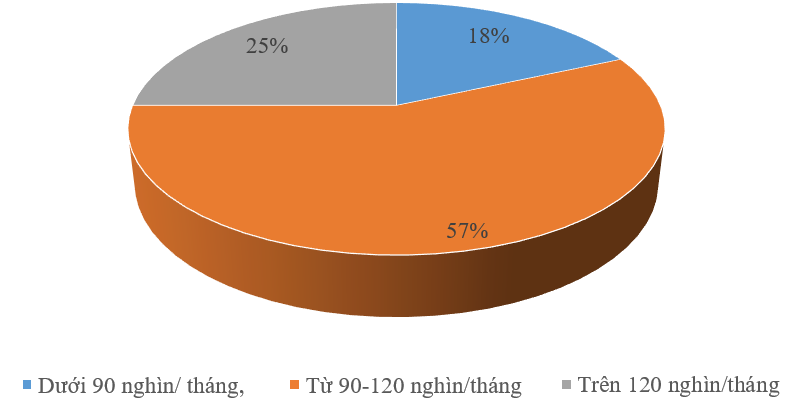 25%
18%
57%
Dưới 90 nghìn/ tháng,
Từ 90-120 nghìn/tháng
Trên 120 nghìn/tháng